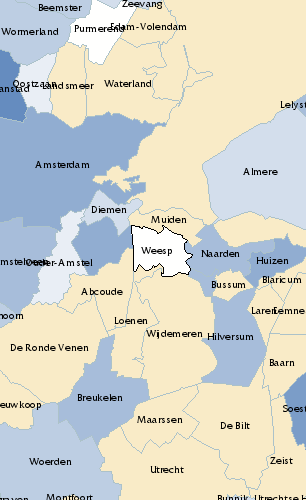 Zeevang
Beemster
Edam-Volendam
Purmerend
Wormerland
Oostzaan
Landsmeer
Waterland
Lelyst
Amsterdam
Almere
Diemen
Muiden
Weesp
Naarden
Huizen
Ouder-Amstel
Blaricum
Bussum
Abcoude
Laren
Eemne
Loenen
Wijdemeren
Hilversum
De Ronde Venen
Baarn
Breukelen
euwkoop
Soest
Maarssen
De Bilt
Woerden
Zeist
Utrecht
Montfoort
Bunnik
Utrechtse H